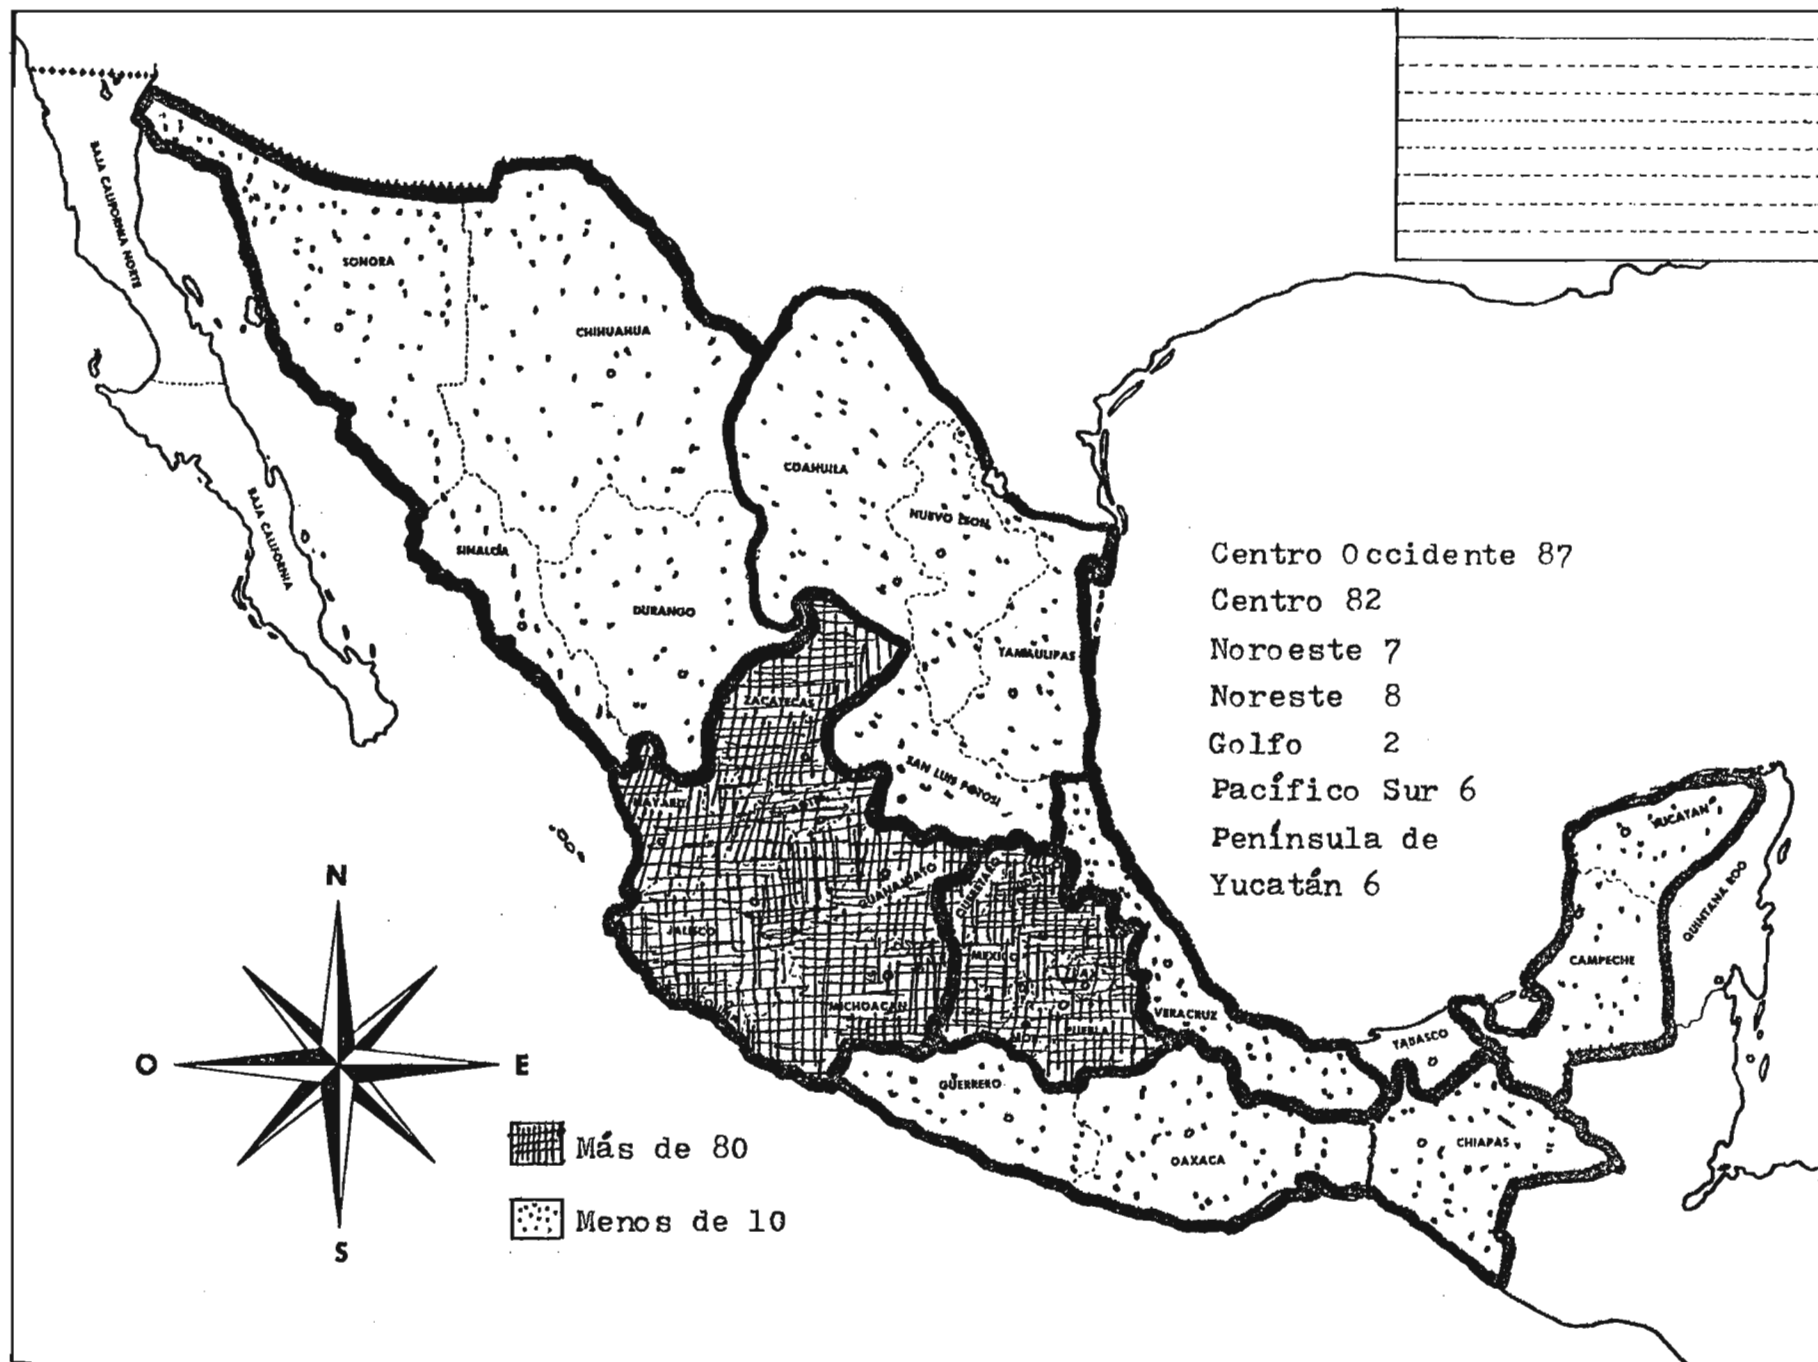 BAJA CALIFORNIA NORTE
SONORA
CHIHUAHUA
COAHUILA
NUEVO LEON
BAJA CALIFORNIA
SINALOA
DURANGO
TAMAULIPAS
ZACATECAS
SAN LUIS POTOSI
NAYARIT
GUANAJUATO
QUERETARO
JALISCO
MEXICO
MICHOACAN
PUEBLA
VERACRUZ
TABASCO
CAMPECHE
YUCATAN
QUINTANA ROO
GUERRERO
OAXACA
CHIAPAS
Centro Occidente 87
Centro 82
Noroeste 7
Noreste 8
Golfo 2
Pacífico Sur 6
Península de
Yucatán 6
N
O
E
S
Más de 80
Menos de 10